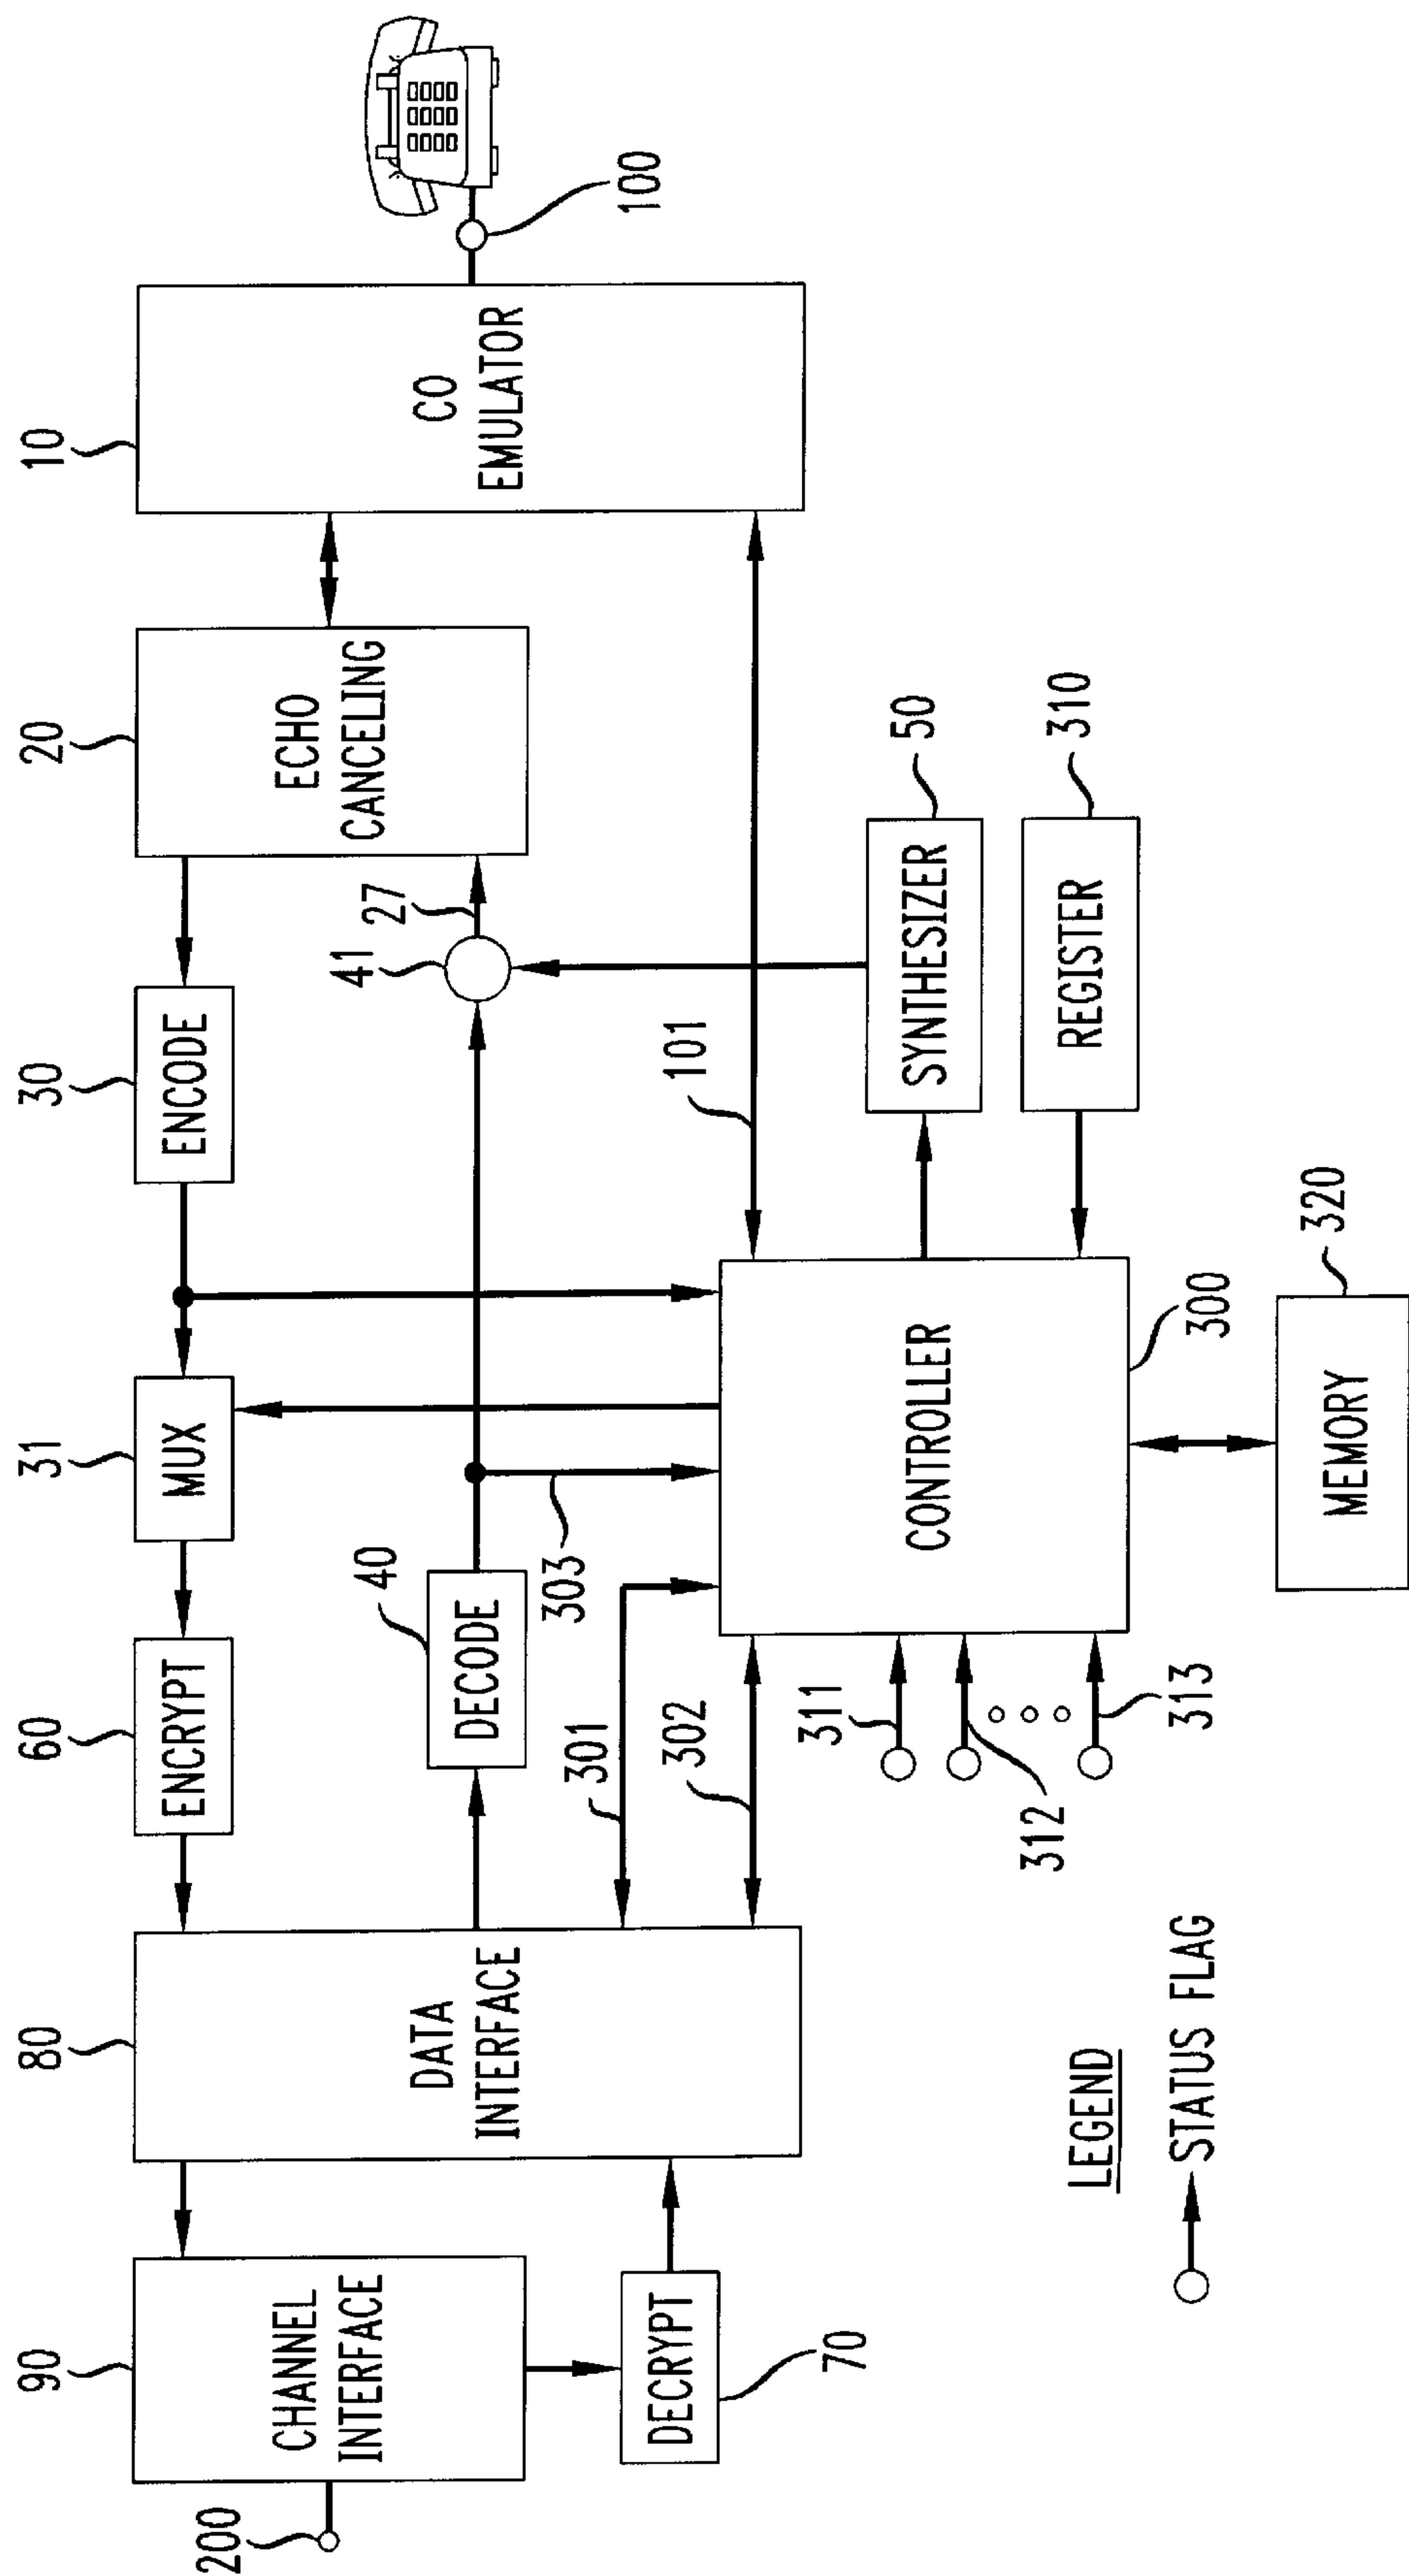 200
90
CHANNEL
INTERFACE
DECRYPT
70
80
DATA
INTERFACE
60
ENCRYPT
31
MUX
30
ENCODE
20
ECHO
CANCELING
10
CO
EMULATOR
100
40
DECODE
303
41
27
301
302
101
311
312
313
CONTROLLER
300
SYNTHESIZER
50
REGISTER
310
MEMORY
320
LEGEND
STATUS FLAG